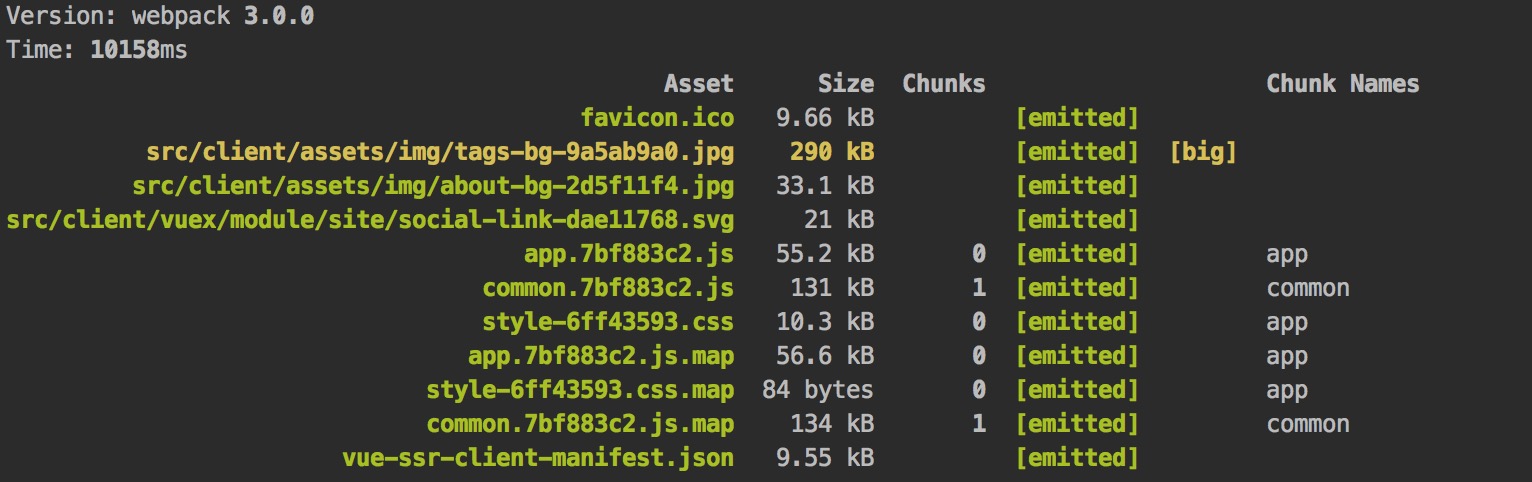 Version: webpack 3.0.0
Time: 10158ms
Asset Size Chunks Chunk Names
favicon.ico 9.66 kB [emitted]
src/client/assets/img/tags-bg-9a5ab9a0.jpg 290 kB [emitted] [big]
src/client/assets/img/about-bg-2d5f11f4.jpg 33.1 kB [emitted]
src/client/vuex/module/site/social-link-dae11768.svg 21 kB [emitted]
app.7bf883c2.js 55.2 kB 0 [emitted] app
common.7bf883c2.js 131 kB 1 [emitted] common
style-6ff43593.css 10.3 kB 0 [emitted] app
app.7bf883c2.js.map 56.6 kB 0 [emitted] app
style-6ff43593.css.map 84 bytes 0 [emitted] app
common.7bf883c2.js.map 134 kB 1 [emitted] common
vue-ssr-client-manifest.json 9.55 kB [emitted]